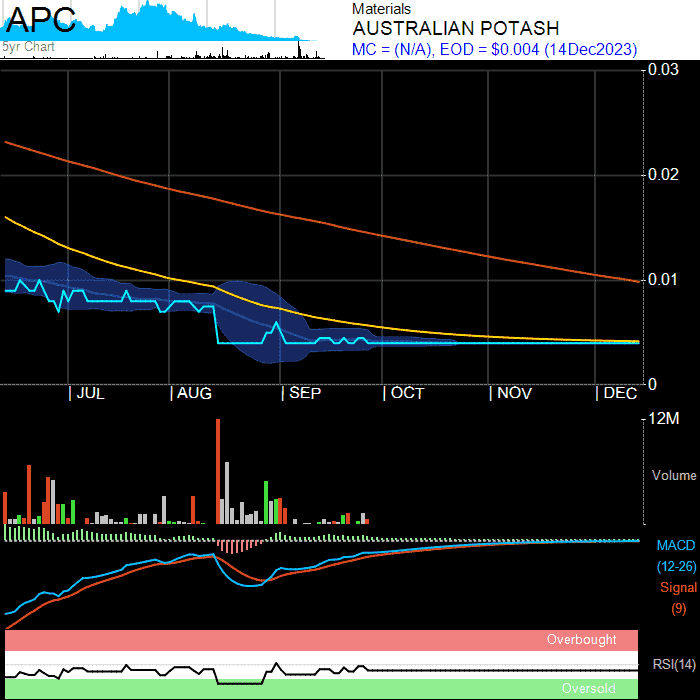 APC
5yr Chart
Materials
AUSTRALIAN POTASH
MC = (N/A), EOD = $0.004 (14Dec2023)
0.03
0.02
0.01
0
JUL AUG SEP OCT NOV DEC
12M
Volume
MACD
(12-26)
Signal
(9)
Overbought
RSI(14)
Oversold